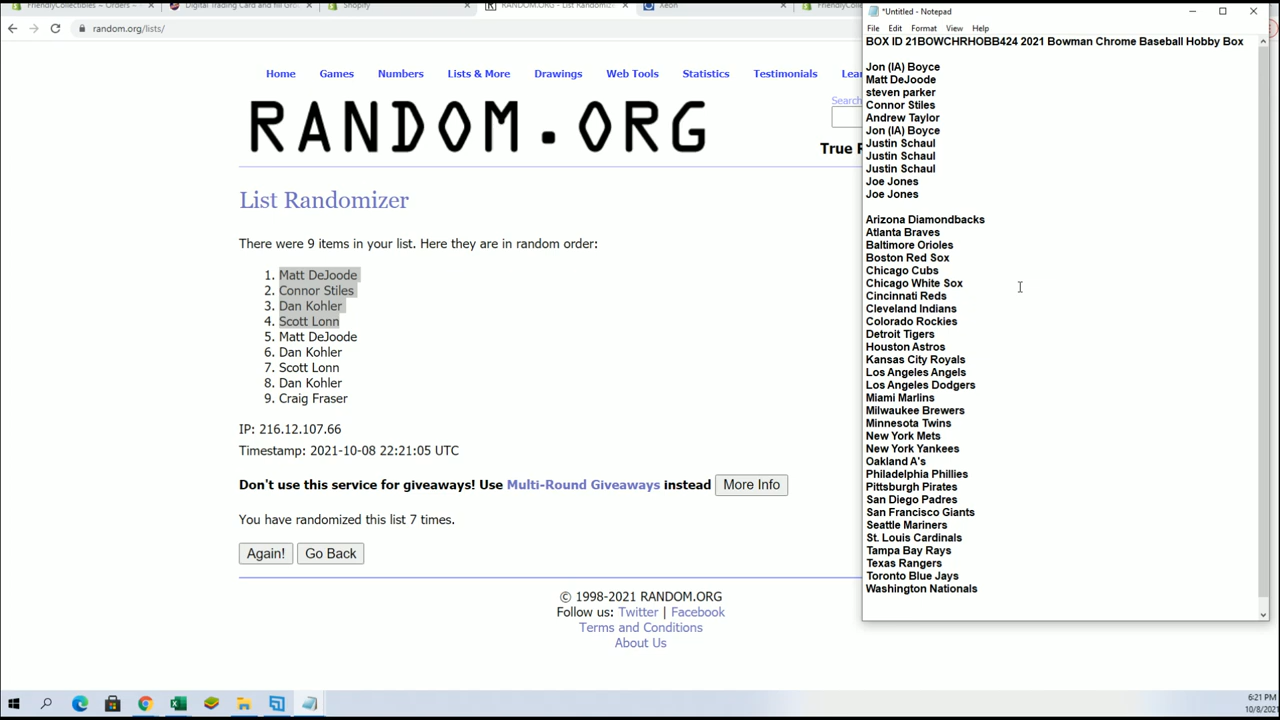 FriendlyCollectibles ~ Orders ~
Digital Trading Card and fill Gro
Shopify
RANDOM.ORG - List Randomiz
Xeon
FriendlyCol
random.org/lists/
Home Games Numbers Lists & More Drawings Web Tools Statistics Testimonials Lear
Search
RANDOM.ORG
True R
List Randomizer
There were 9 items in your list. Here they are in random order:
1. Matt DeJoode
2. Connor Stiles
3. Dan Kohler
4. Scott Lonn
5. Matt DeJoode
6. Dan Kohler
7. Scott Lonn
8. Dan Kohler
9. Craig Fraser
IP: 216.12.107.66
Timestamp: 2021-10-08 22:21:05 UTC
Don't use this service for giveaways! Use Multi-Round Giveaways instead More Info
You have randomized this list 7 times.
Again! Go Back
© 1998-2021 RANDOM.ORG
Follow us: Twitter | Facebook
Terms and Conditions
About Us
*Untitled - Notepad
File Edit Format View Help
BOX ID 21BOWCHRHOBB424 2021 Bowman Chrome Baseball Hobby Box
Jon (IA) Boyce
Matt DeJoode
steven parker
Connor Stiles
Andrew Taylor
Jon (IA) Boyce
Justin Schaul
Justin Schaul
Justin Schaul
Joe Jones
Joe Jones
Arizona Diamondbacks
Atlanta Braves
Baltimore Orioles
Boston Red Sox
Chicago Cubs
Chicago White Sox
Cincinnati Reds
Cleveland Indians
Colorado Rockies
Detroit Tigers
Houston Astros
Kansas City Royals
Los Angeles Angels
Los Angeles Dodgers
Miami Marlins
Milwaukee Brewers
Minnesota Twins
New York Mets
New York Yankees
Oakland A's
Philadelphia Phillies
Pittsburgh Pirates
San Diego Padres
San Francisco Giants
Seattle Mariners
St. Louis Cardinals
Tampa Bay Rays
Texas Rangers
Toronto Blue Jays
Washington Nationals
6:21 PM
10/8/2021